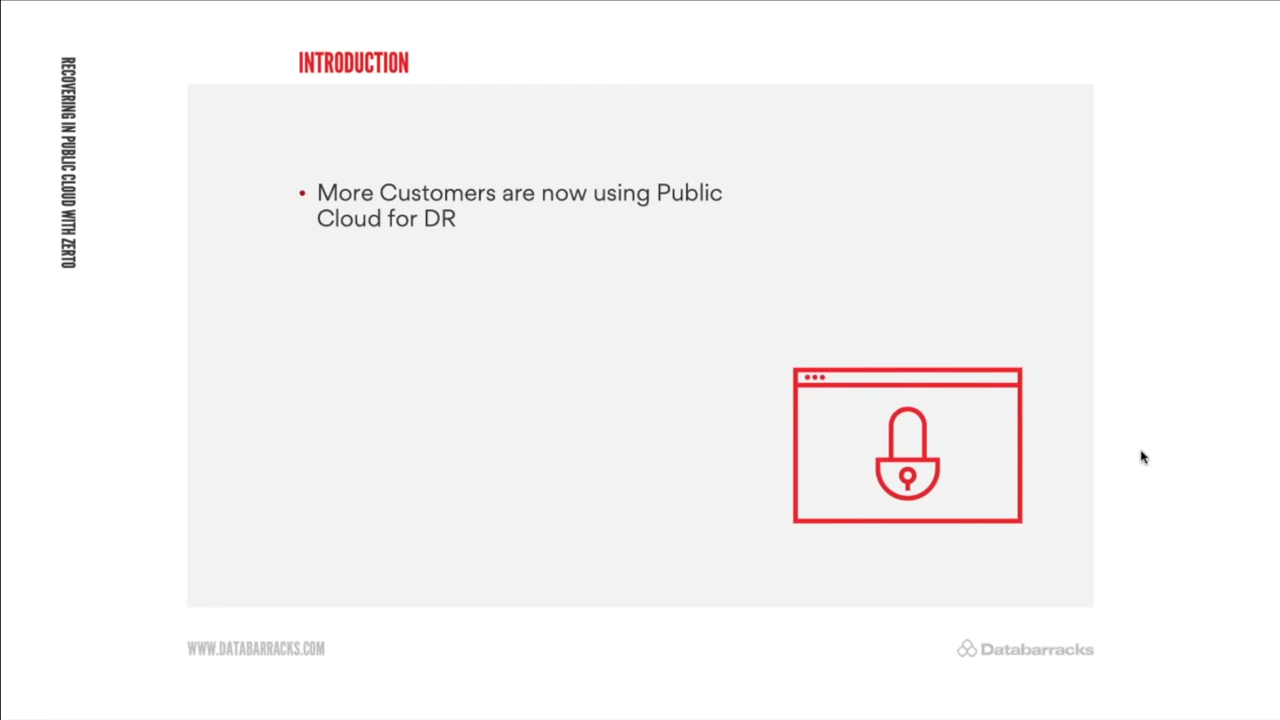 RECOVERING IN PUBLIC CLOUD WITH ZERTO
INTRODUCTION
• More Customers are now using Public
Cloud for DR
WWW.DATABARRACKS.COM
Databarracks